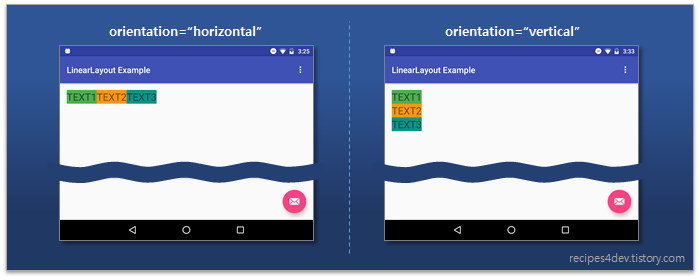 orientation=“horizontal”
3:25
LinearLayout Example
TEXT1TEXT2TEXT3
orientation=“vertical”
3:33
LinearLayout Example
TEXT1
TEXT2
TEXT3
recipes4dev.tistory.com